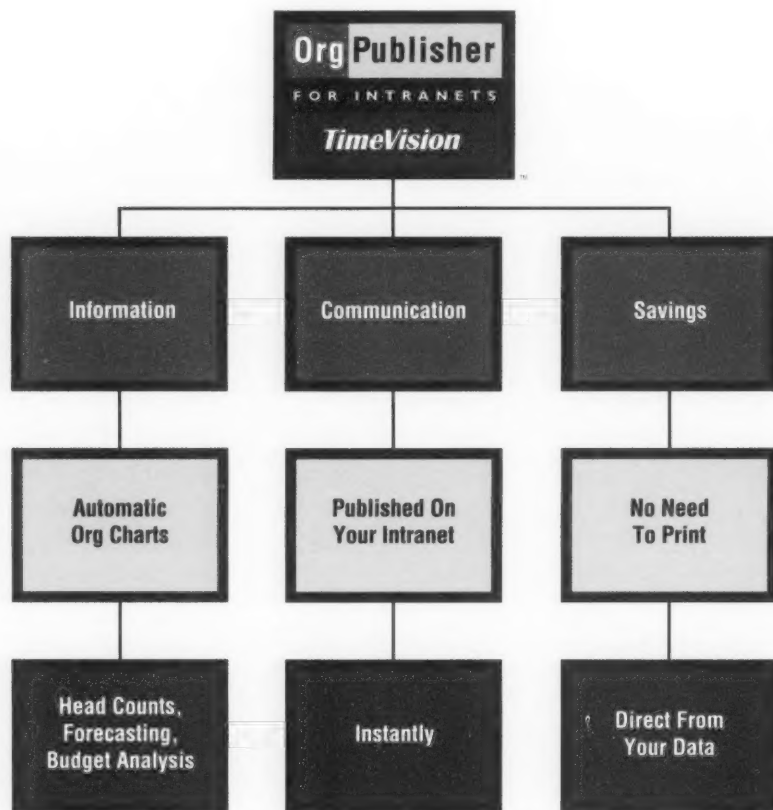 Org Publisher
FOR INTRANETS
TimeVision
TM
Information
Communication
Savings
Automatic
Org Charts
Published On
Your Intranet
No Need
To Print
Head Counts,
Forecasting,
Budget Analysis
Instantly
Direct From
Your Data